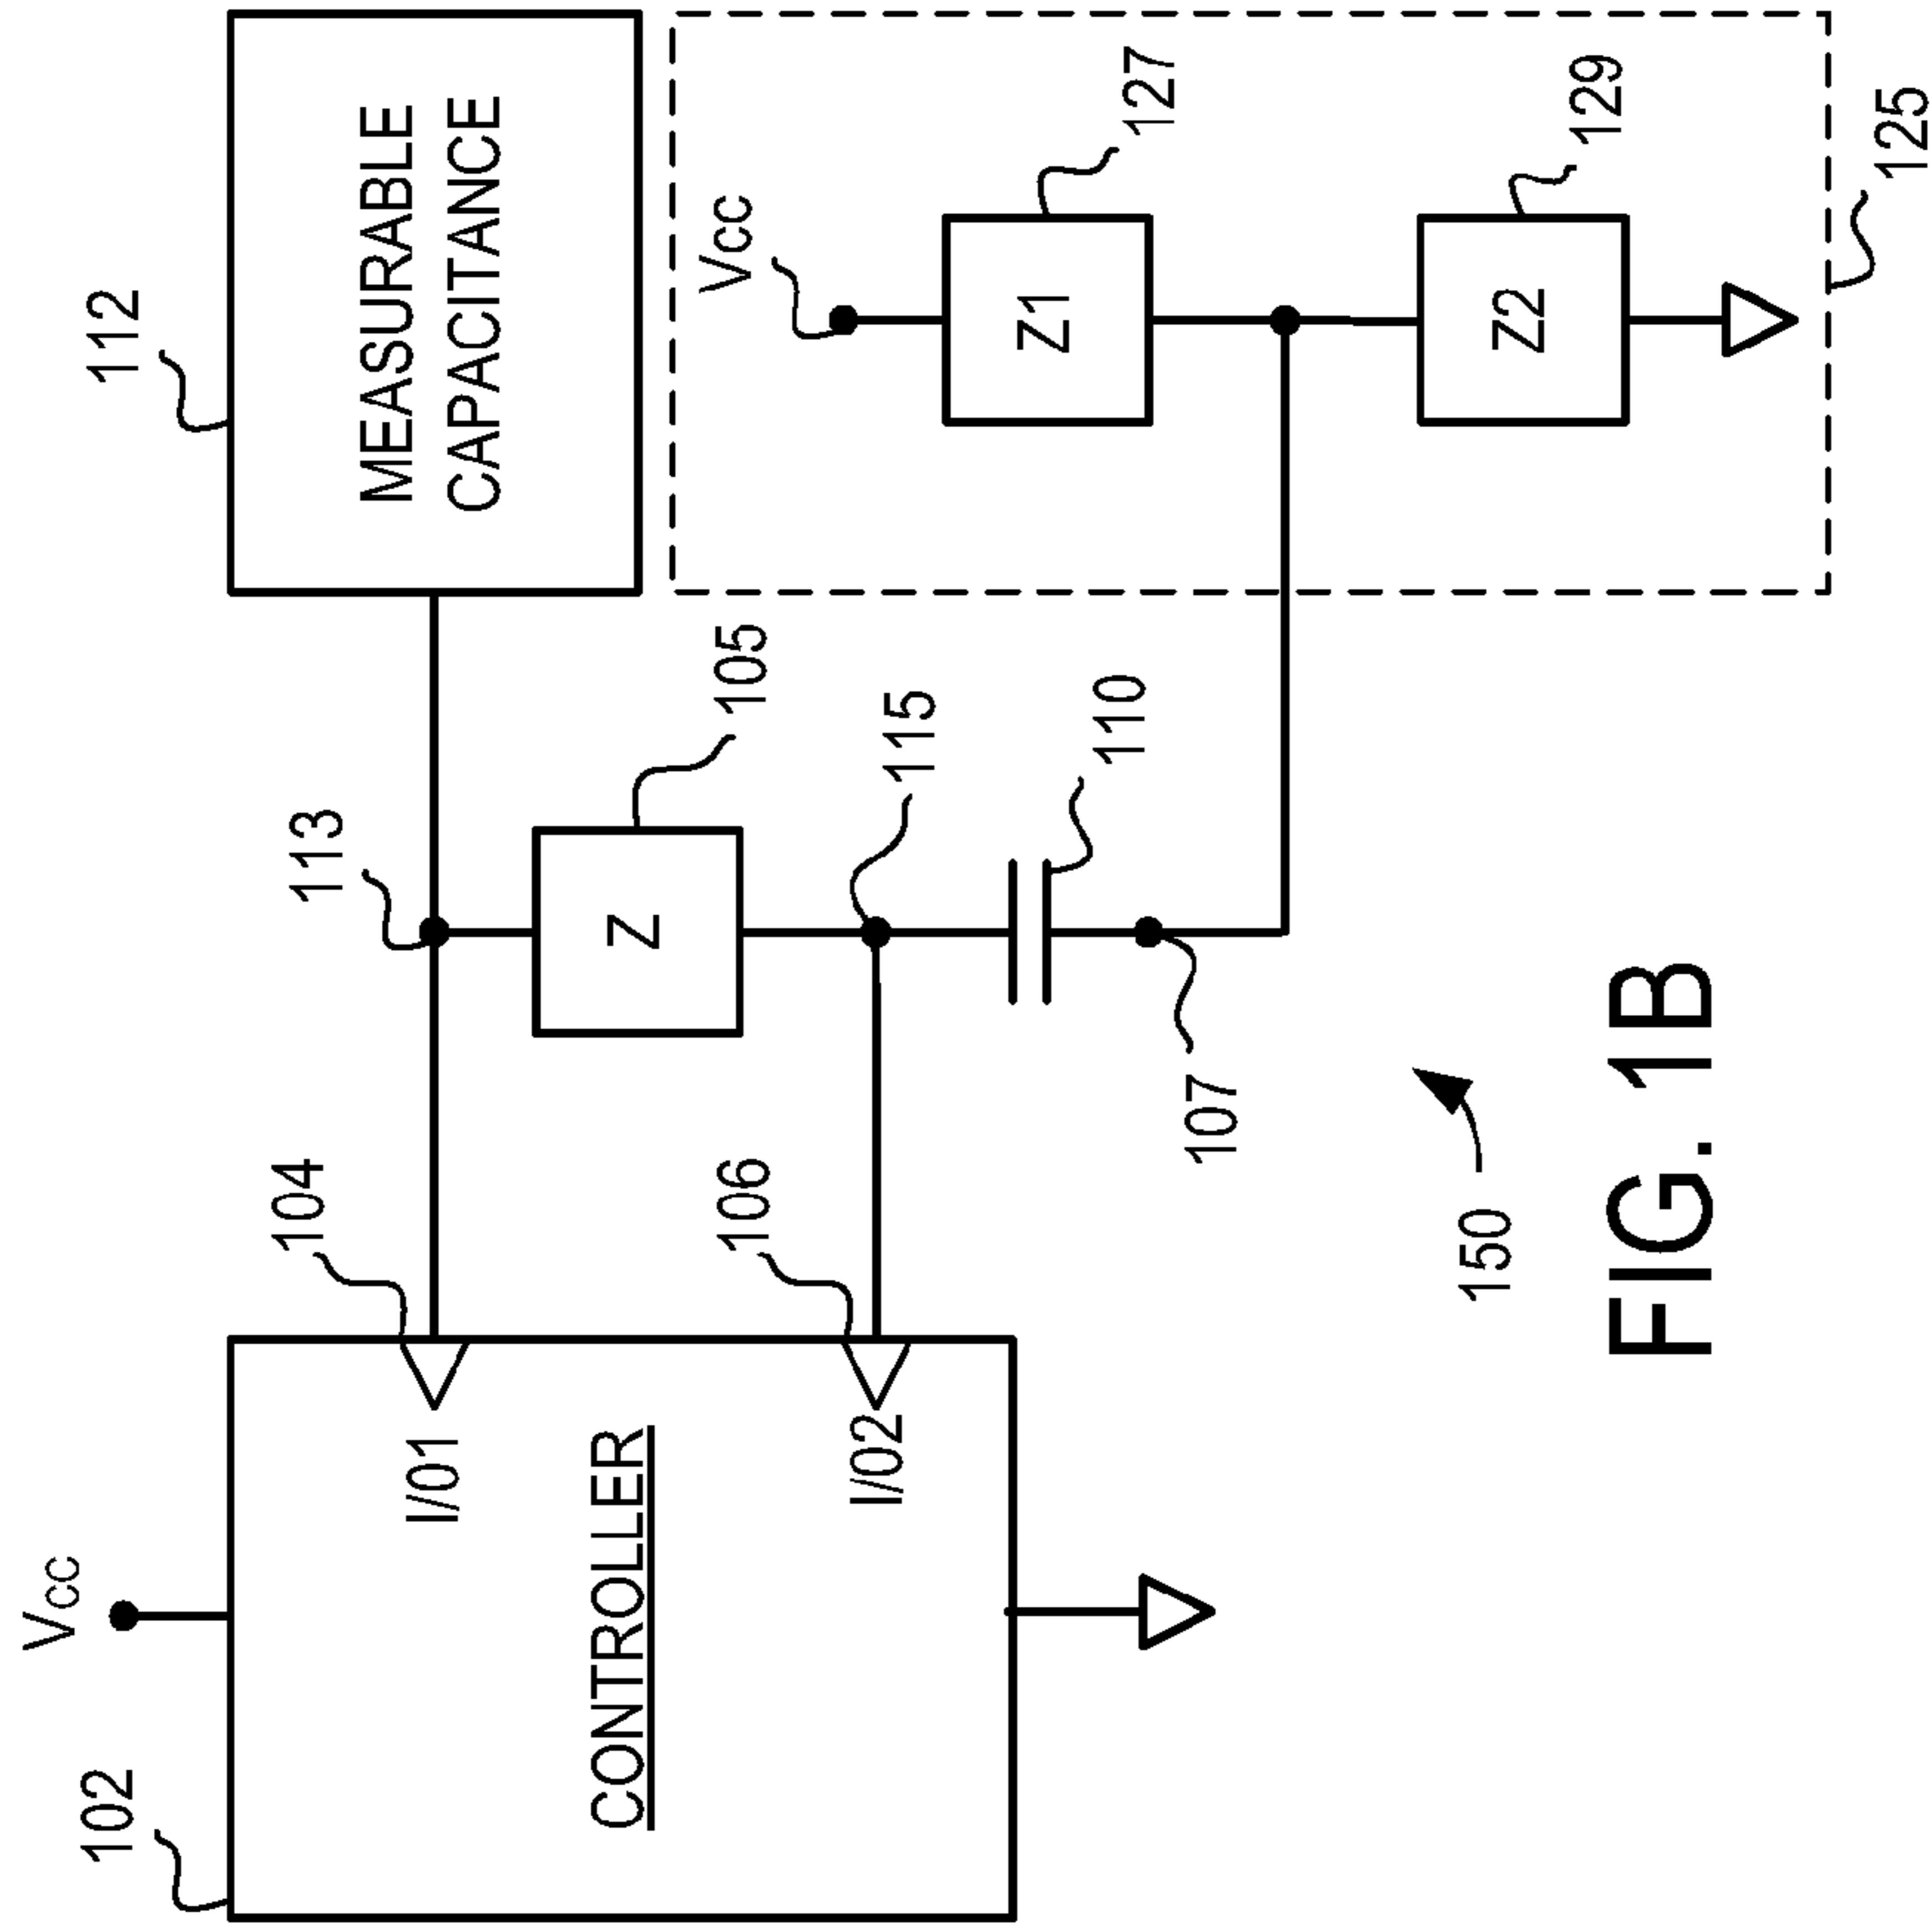 Vcc
102
CONTROLLER
I/01
I/02
104
106
113
105
115
110
107
112
MEASURABLE
CAPACITANCE
Vcc
Z
Z1
127
Z2
129
125
150
FIG. 1B